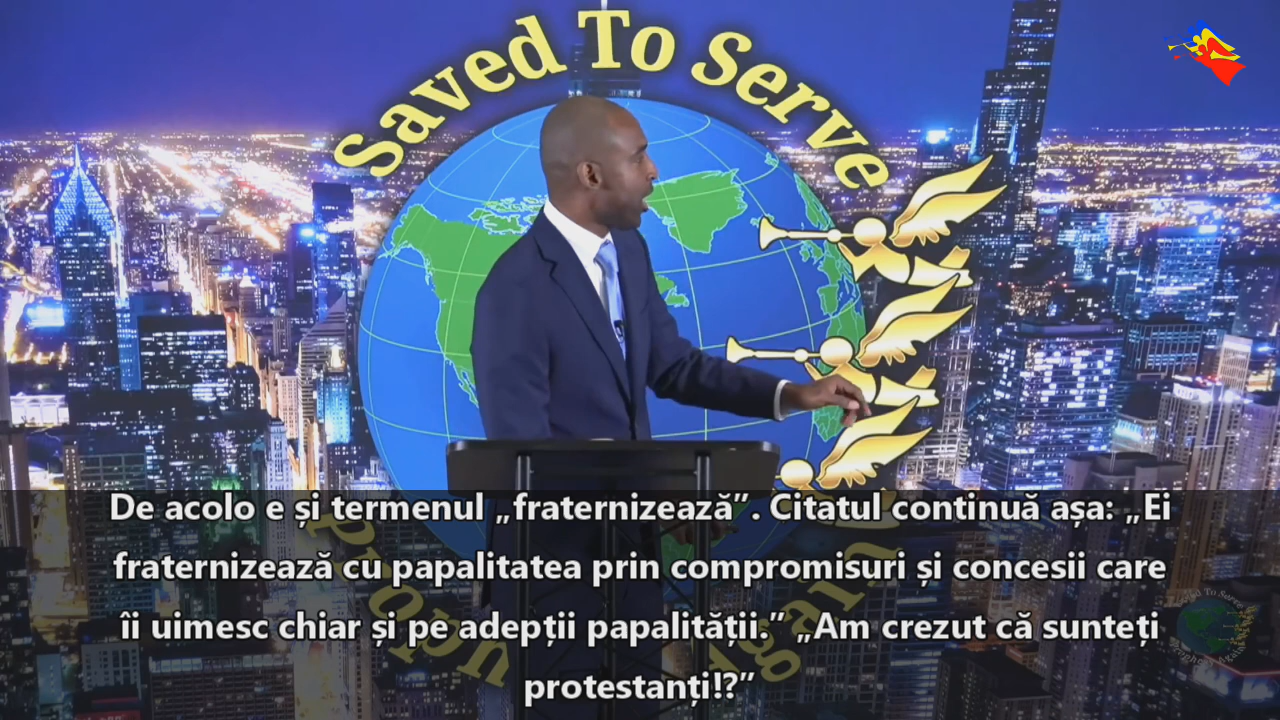 Saved To Serve
De acolo e și termenul „fraternizează”. Citatul continuă așa: „Ei
fraternizează cu papalitatea prin compromisuri și concesii care
îi uimesc chiar și pe adepții papalității.” „Am crezut că sunteți
protestanți!?”